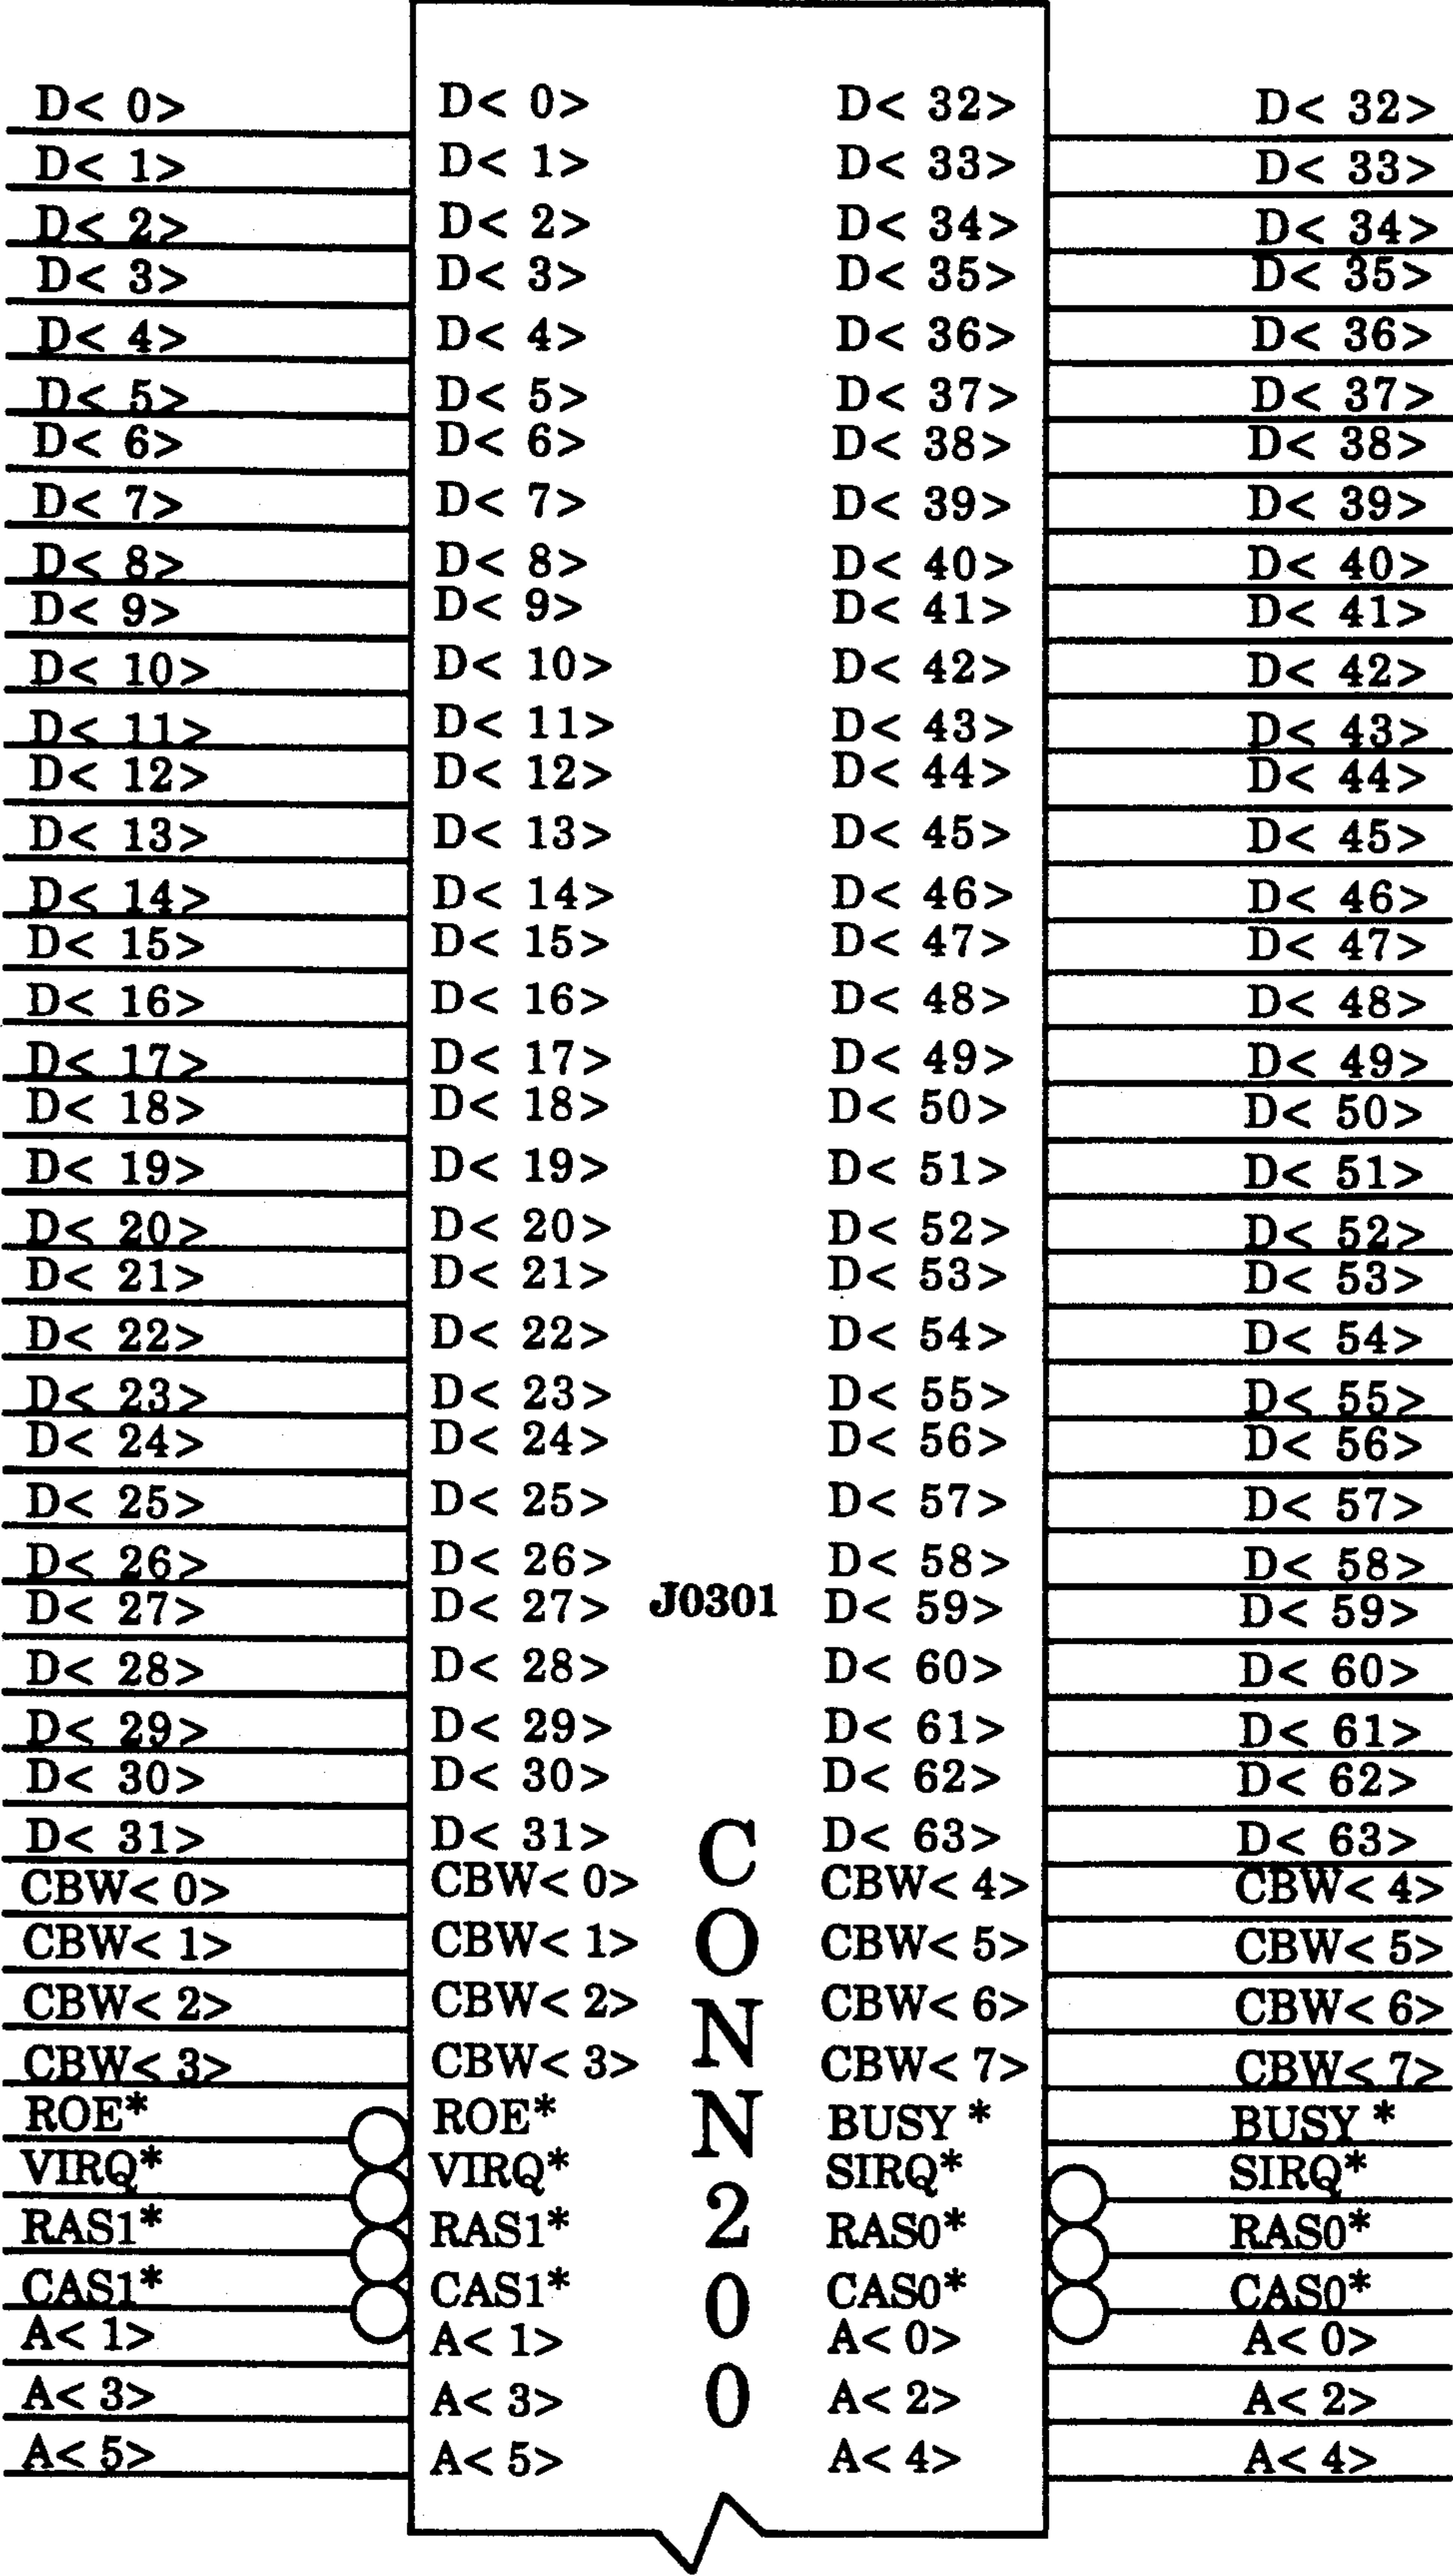 D< 0> D< 0> D< 32> D< 32>
D< 1> D< 1> D< 33> D< 33>
D< 2> D< 2> D< 34> D< 34>
D< 3> D< 3> D< 35> D< 35>
D< 4> D< 4> D< 36> D< 36>
D< 5> D< 5> D< 37> D< 37>
D< 6> D< 6> D< 38> D< 38>
D< 7> D< 7> D< 39> D< 39>
D< 8> D< 8> D< 40> D< 40>
D< 9> D< 9> D< 41> D< 41>
D< 10> D< 10> D< 42> D< 42>
D< 11> D< 11> D< 43> D< 43>
D< 12> D< 12> D< 44> D< 44>
D< 13> D< 13> D< 45> D< 45>
D< 14> D< 14> D< 46> D< 46>
D< 15> D< 15> D< 47> D< 47>
D< 16> D< 16> D< 48> D< 48>
D< 17> D< 17> D< 49> D< 49>
D< 18> D< 18> D< 50> D< 50>
D< 19> D< 19> D< 51> D< 51>
D< 20> D< 20> D< 52> D< 52>
D< 21> D< 21> D< 53> D< 53>
D< 22> D< 22> D< 54> D< 54>
D< 23> D< 23> D< 55> D< 55>
D< 24> D< 24> D< 56> D< 56>
D< 25> D< 25> D< 57> D< 57>
D< 26> D< 26> D< 58> D< 58>
D< 27> D< 27> J0301 D< 59> D< 59>
D< 28> D< 28> D< 60> D< 60>
D< 29> D< 29> D< 61> D< 61>
D< 30> D< 30> D< 62> D< 62>
D< 31> D< 31> D< 63> D< 63>
CBW< 0> CBW< 0> CBW< 4> CBW< 4>
CBW< 1> CBW< 1> CBW< 5> CBW< 5>
CBW< 2> CBW< 2> CBW< 6> CBW< 6>
CBW< 3> CBW< 3> CBW< 7> CBW< 7>
ROE* ROE* BUSY * BUSY *
VIRQ* VIRQ* SIRQ* SIRQ*
RAS1* RAS1* RAS0* RAS0*
CAS1* CAS1* CAS0* CAS0*
A< 1> A< 1> A< 0> A< 0>
A< 3> A< 3> A< 2> A< 2>
A< 5> A< 5> A< 4> A< 4>
CONN200